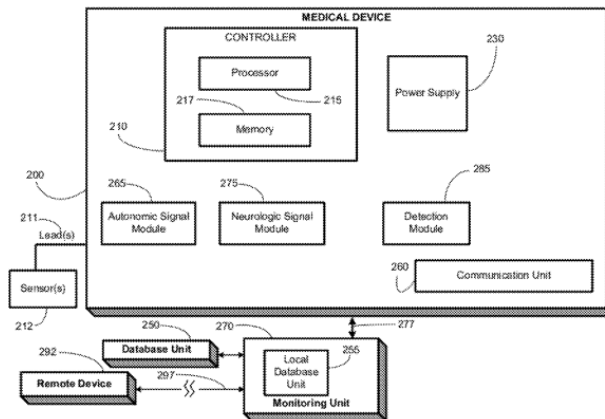 MEDICAL DEVICE
CONTROLLER
Processor
217
215
Memory
210
230
Power Supply
200
265
275
285
211
Autonomic Signal
Module
Neurologic Signal
Module
Detection
Module
Lead(s)
Sensor(s)
260
Communication Unit
212
250
270
277
292
Database Unit
255
Local
Database
Unit
Remote Device
297
Monitoring Unit